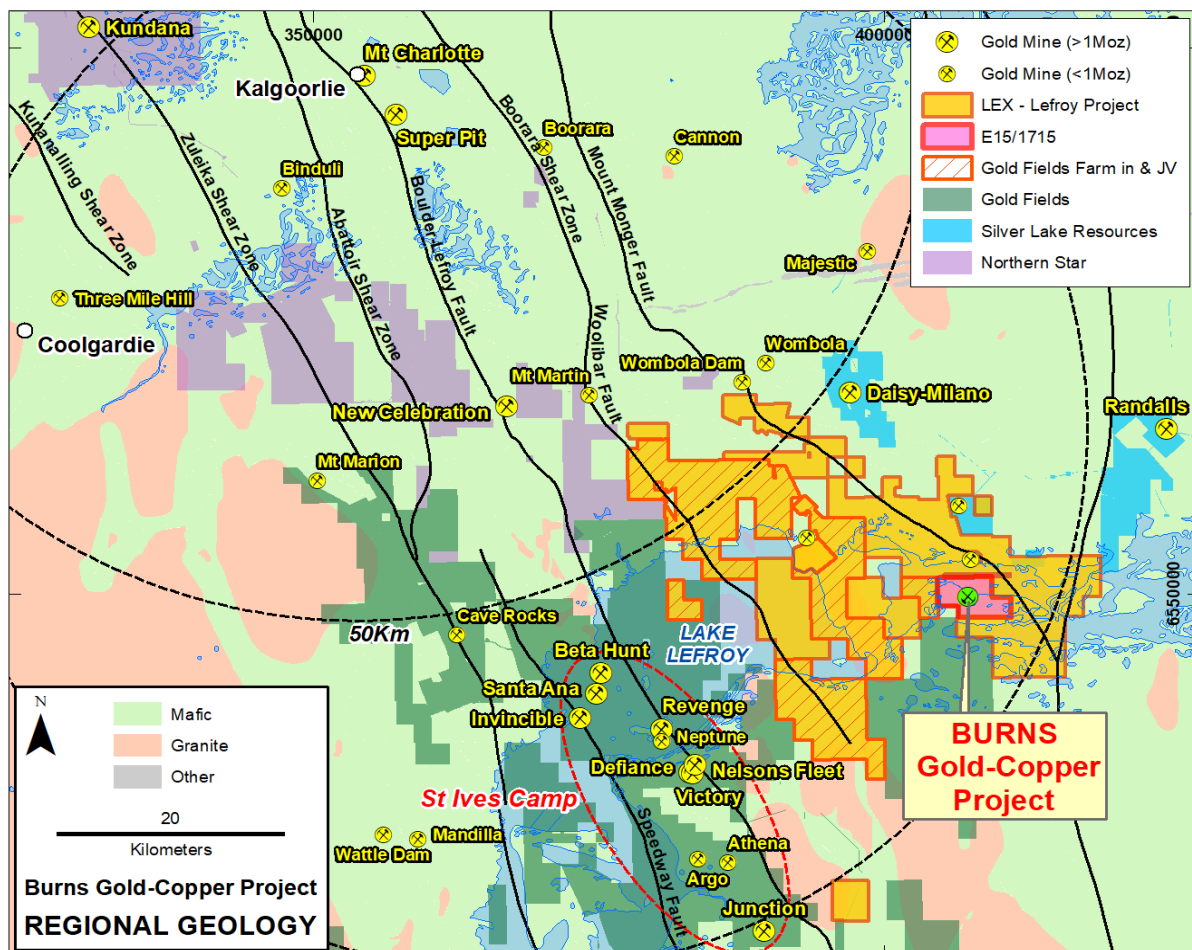 Kundana
350000
400000
Mt Charlotte
Kalgoorlie
Super Pit
Boorara
Cannon
Binduli
Kunanalling Shear Zone
Zuleika Shear Zone
Abattoir Shear Zone
Boulder-Lefroy Fault
Boorara Shear Zone
Mount Monger Fault
Woolibar Fault
Gold Mine (>1Moz)
Gold Mine (<1Moz)
LEX - Lefroy Project
E15/1715
Gold Fields Farm in & JV
Gold Fields
Silver Lake Resources
Northern Star
Majestic
Three Mile Hill
Coolgardie
Wombola
Wombola Dam
Mt Martin
Daisy-Milano
New Celebration
Randalls
Mt Marion
6550000
50Km
Cave Rocks
LAKE
LEFROY
Beta Hunt
Santa Ana
Invincible
Revenge
Neptune
Defiance
Nelsons Fleet
Victory
St Ives Camp
Speedway Fault
Mandilla
Wattle Dam
Athena
Argo
Junction
BURNS
Gold-Copper
Project
N
Mafic
Granite
Other
20
Kilometers
Burns Gold-Copper Project
REGIONAL GEOLOGY